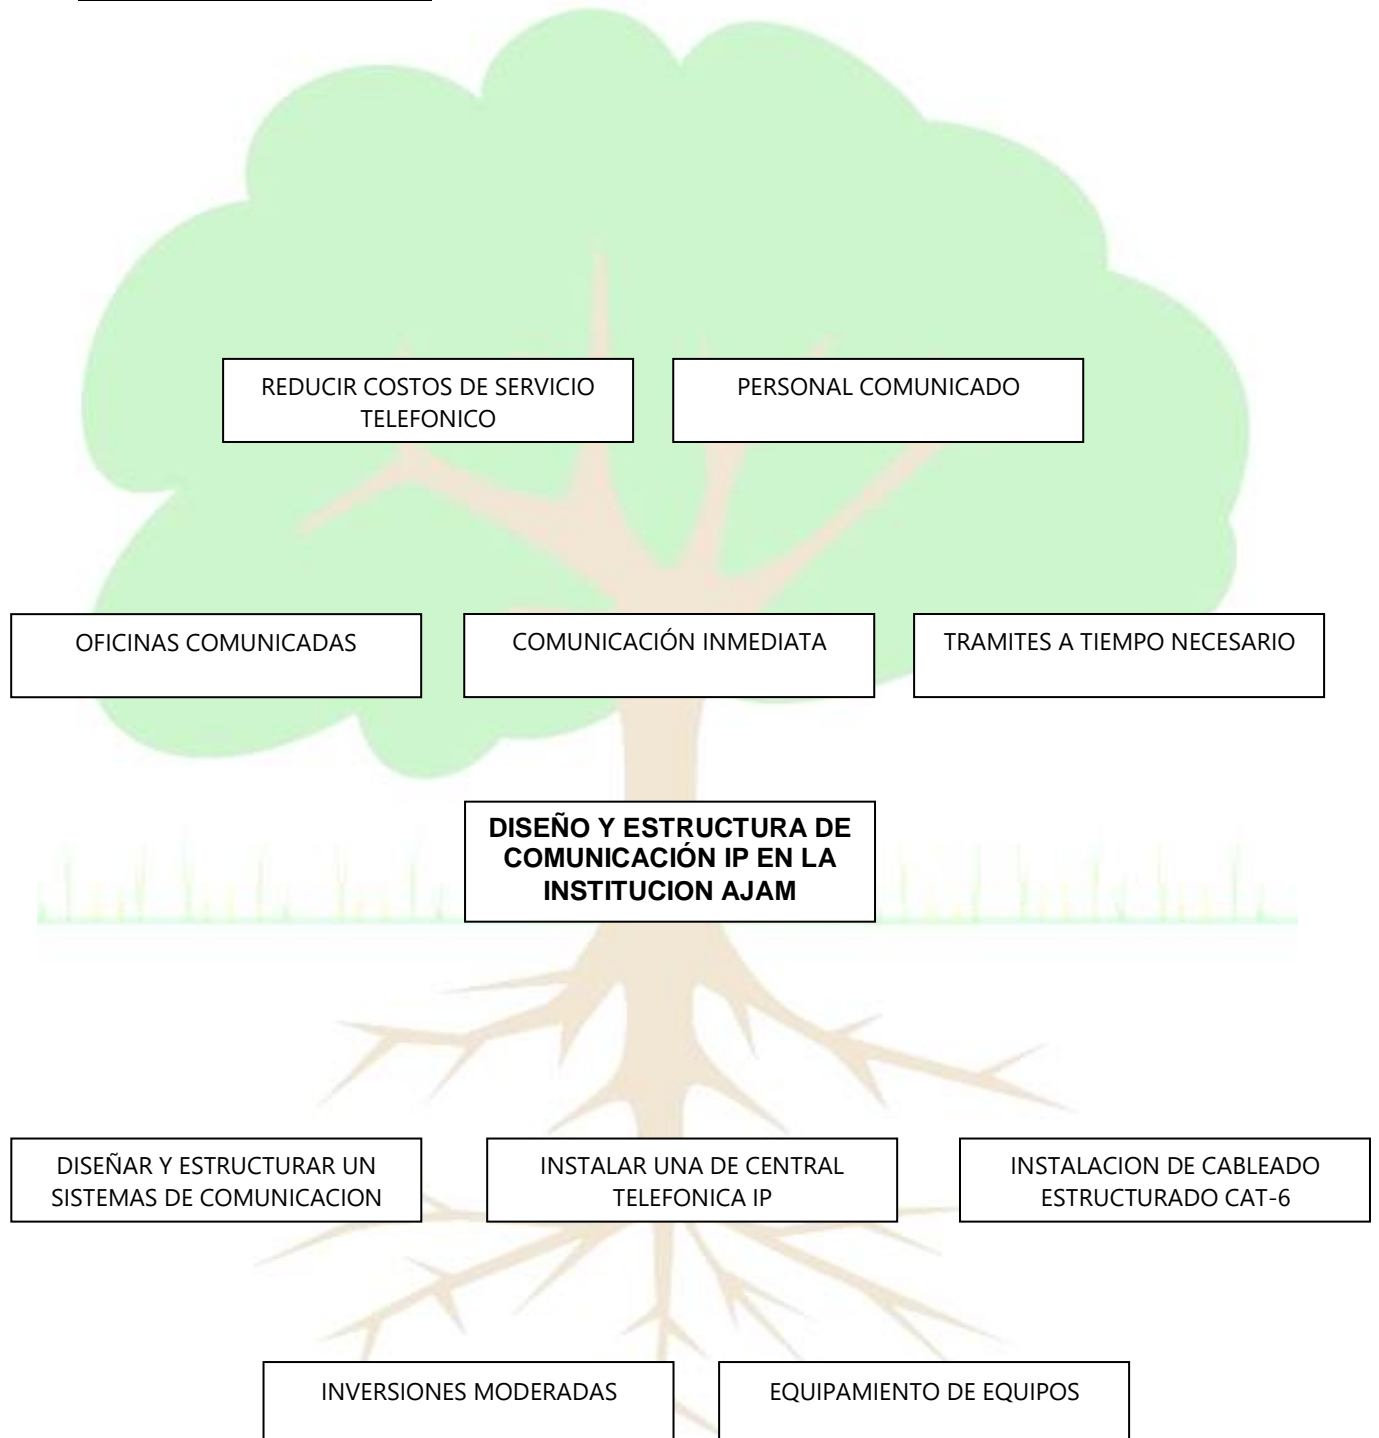 REDUCIR COSTOS DE SERVICIO
TELEFONICO
PERSONAL COMUNICADO
OFICINAS COMUNICADAS
COMUNICACIÓN INMEDIATA
TRAMITES A TIEMPO NECESARIO
DISEÑO Y ESTRUCTURA DE
COMUNICACIÓN IP EN LA
INSTITUCION AJAM
DISEÑAR Y ESTRUCTURAR UN
SISTEMAS DE COMUNICACION
INSTALAR UNA DE CENTRAL
TELEFONICA IP
INSTALACION DE CABLEADO
ESTRUCTURADO CAT-6
INVERSIONES MODERADAS
EQUIPAMIENTO DE EQUIPOS